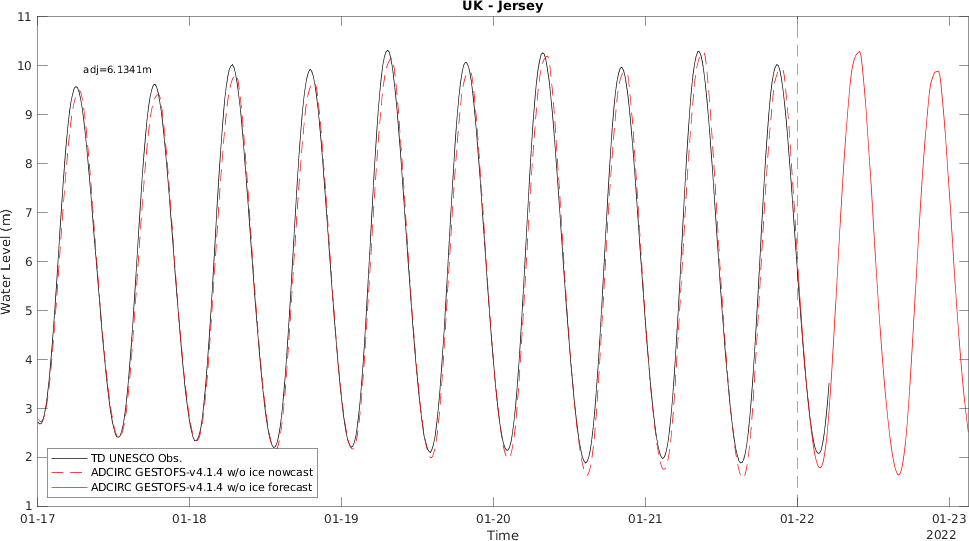 UK - Jersey
adj=6.1341m
Water Level (m)
11
10
9
8
7
6
5
4
3
2
1
TD UNESCO Obs.
ADCIRC GESTOFS-v4.1.4 w/o ice nowcast
ADCIRC GESTOFS-v4.1.4 w/o ice forecast
01-17 01-18 01-19 01-20 01-21 01-22 01-23
Time
2022